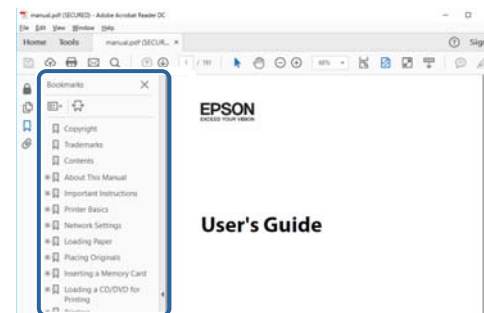 manual.pdf (SECURED) - Adobe Acrobat Reader DC
File Edit View Window Help
Home Tools manual.pdf (SECUR... ×
Sig
1 /
Bookmarks
Copyright
Trademarks
Contents
About This Manual
Important Instructions
Printer Basics
Network Settings
Loading Paper
Placing Originals
Inserting a Memory Card
Loading a CD/DVD for
Printing
EPSON
EXCEED YOUR VISION
User's Guide